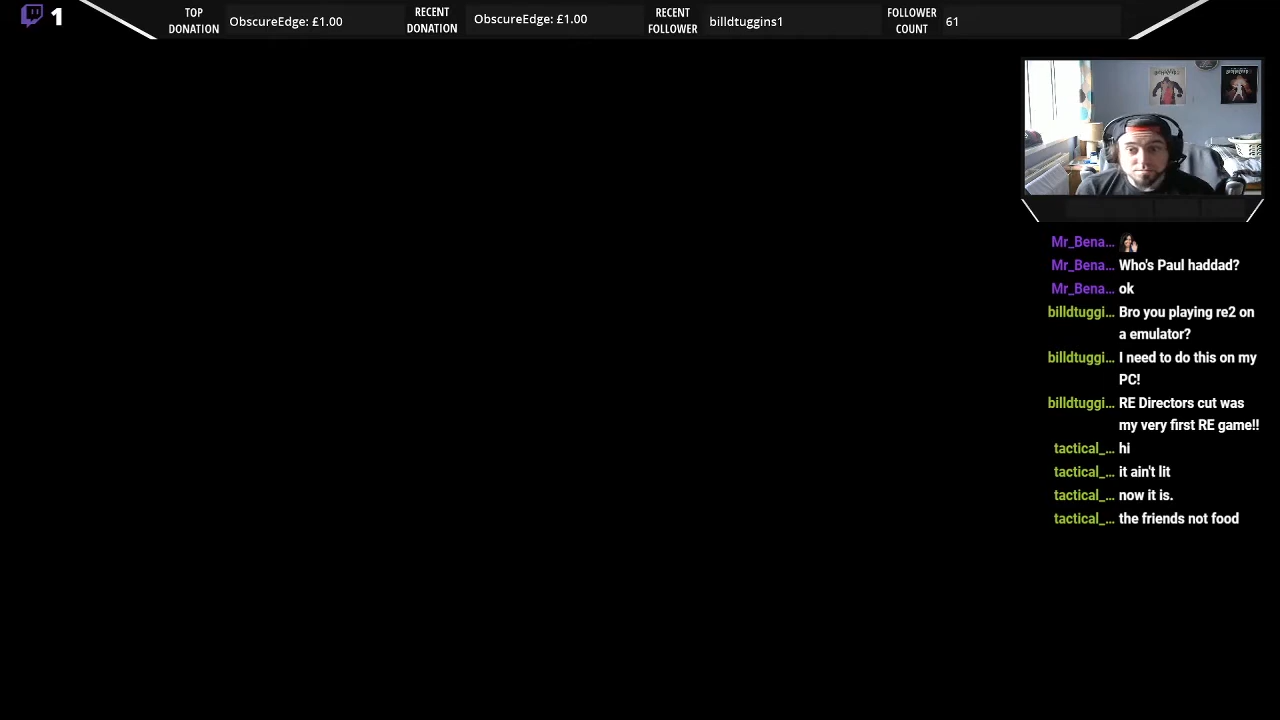 1
TOP
DONATION
ObscureEdge: £1.00
RECENT
DONATION
ObscureEdge: £1.00
RECENT
FOLLOWER
billdtuggins1
FOLLOWER
COUNT
61
Mr_Bena...
Mr_Bena... Who's Paul haddad?
Mr_Bena... ok
billdtuggi... Bro you playing re2 on
a emulator?
billdtuggi... I need to do this on my
PC!
billdtuggi... RE Directors cut was
my very first RE game!!
tactical_... hi
tactical_... it ain't lit
tactical_... now it is.
tactical_... the friends not food